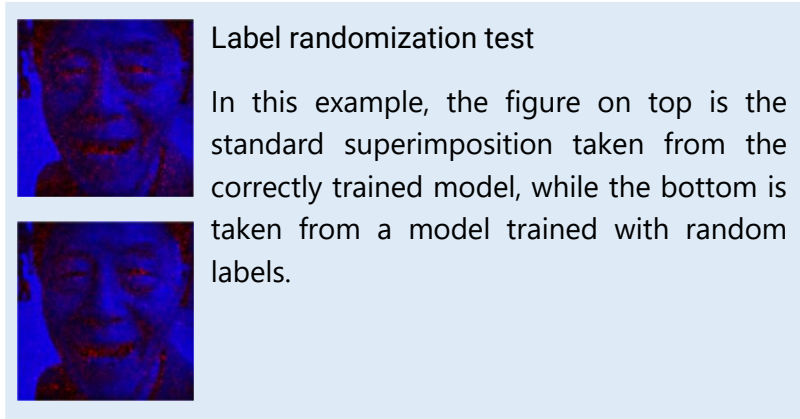 Label randomization test
In this example, the figure on top is the
standard superimposition taken from the
correctly trained model, while the bottom is
taken from a model trained with random
labels.